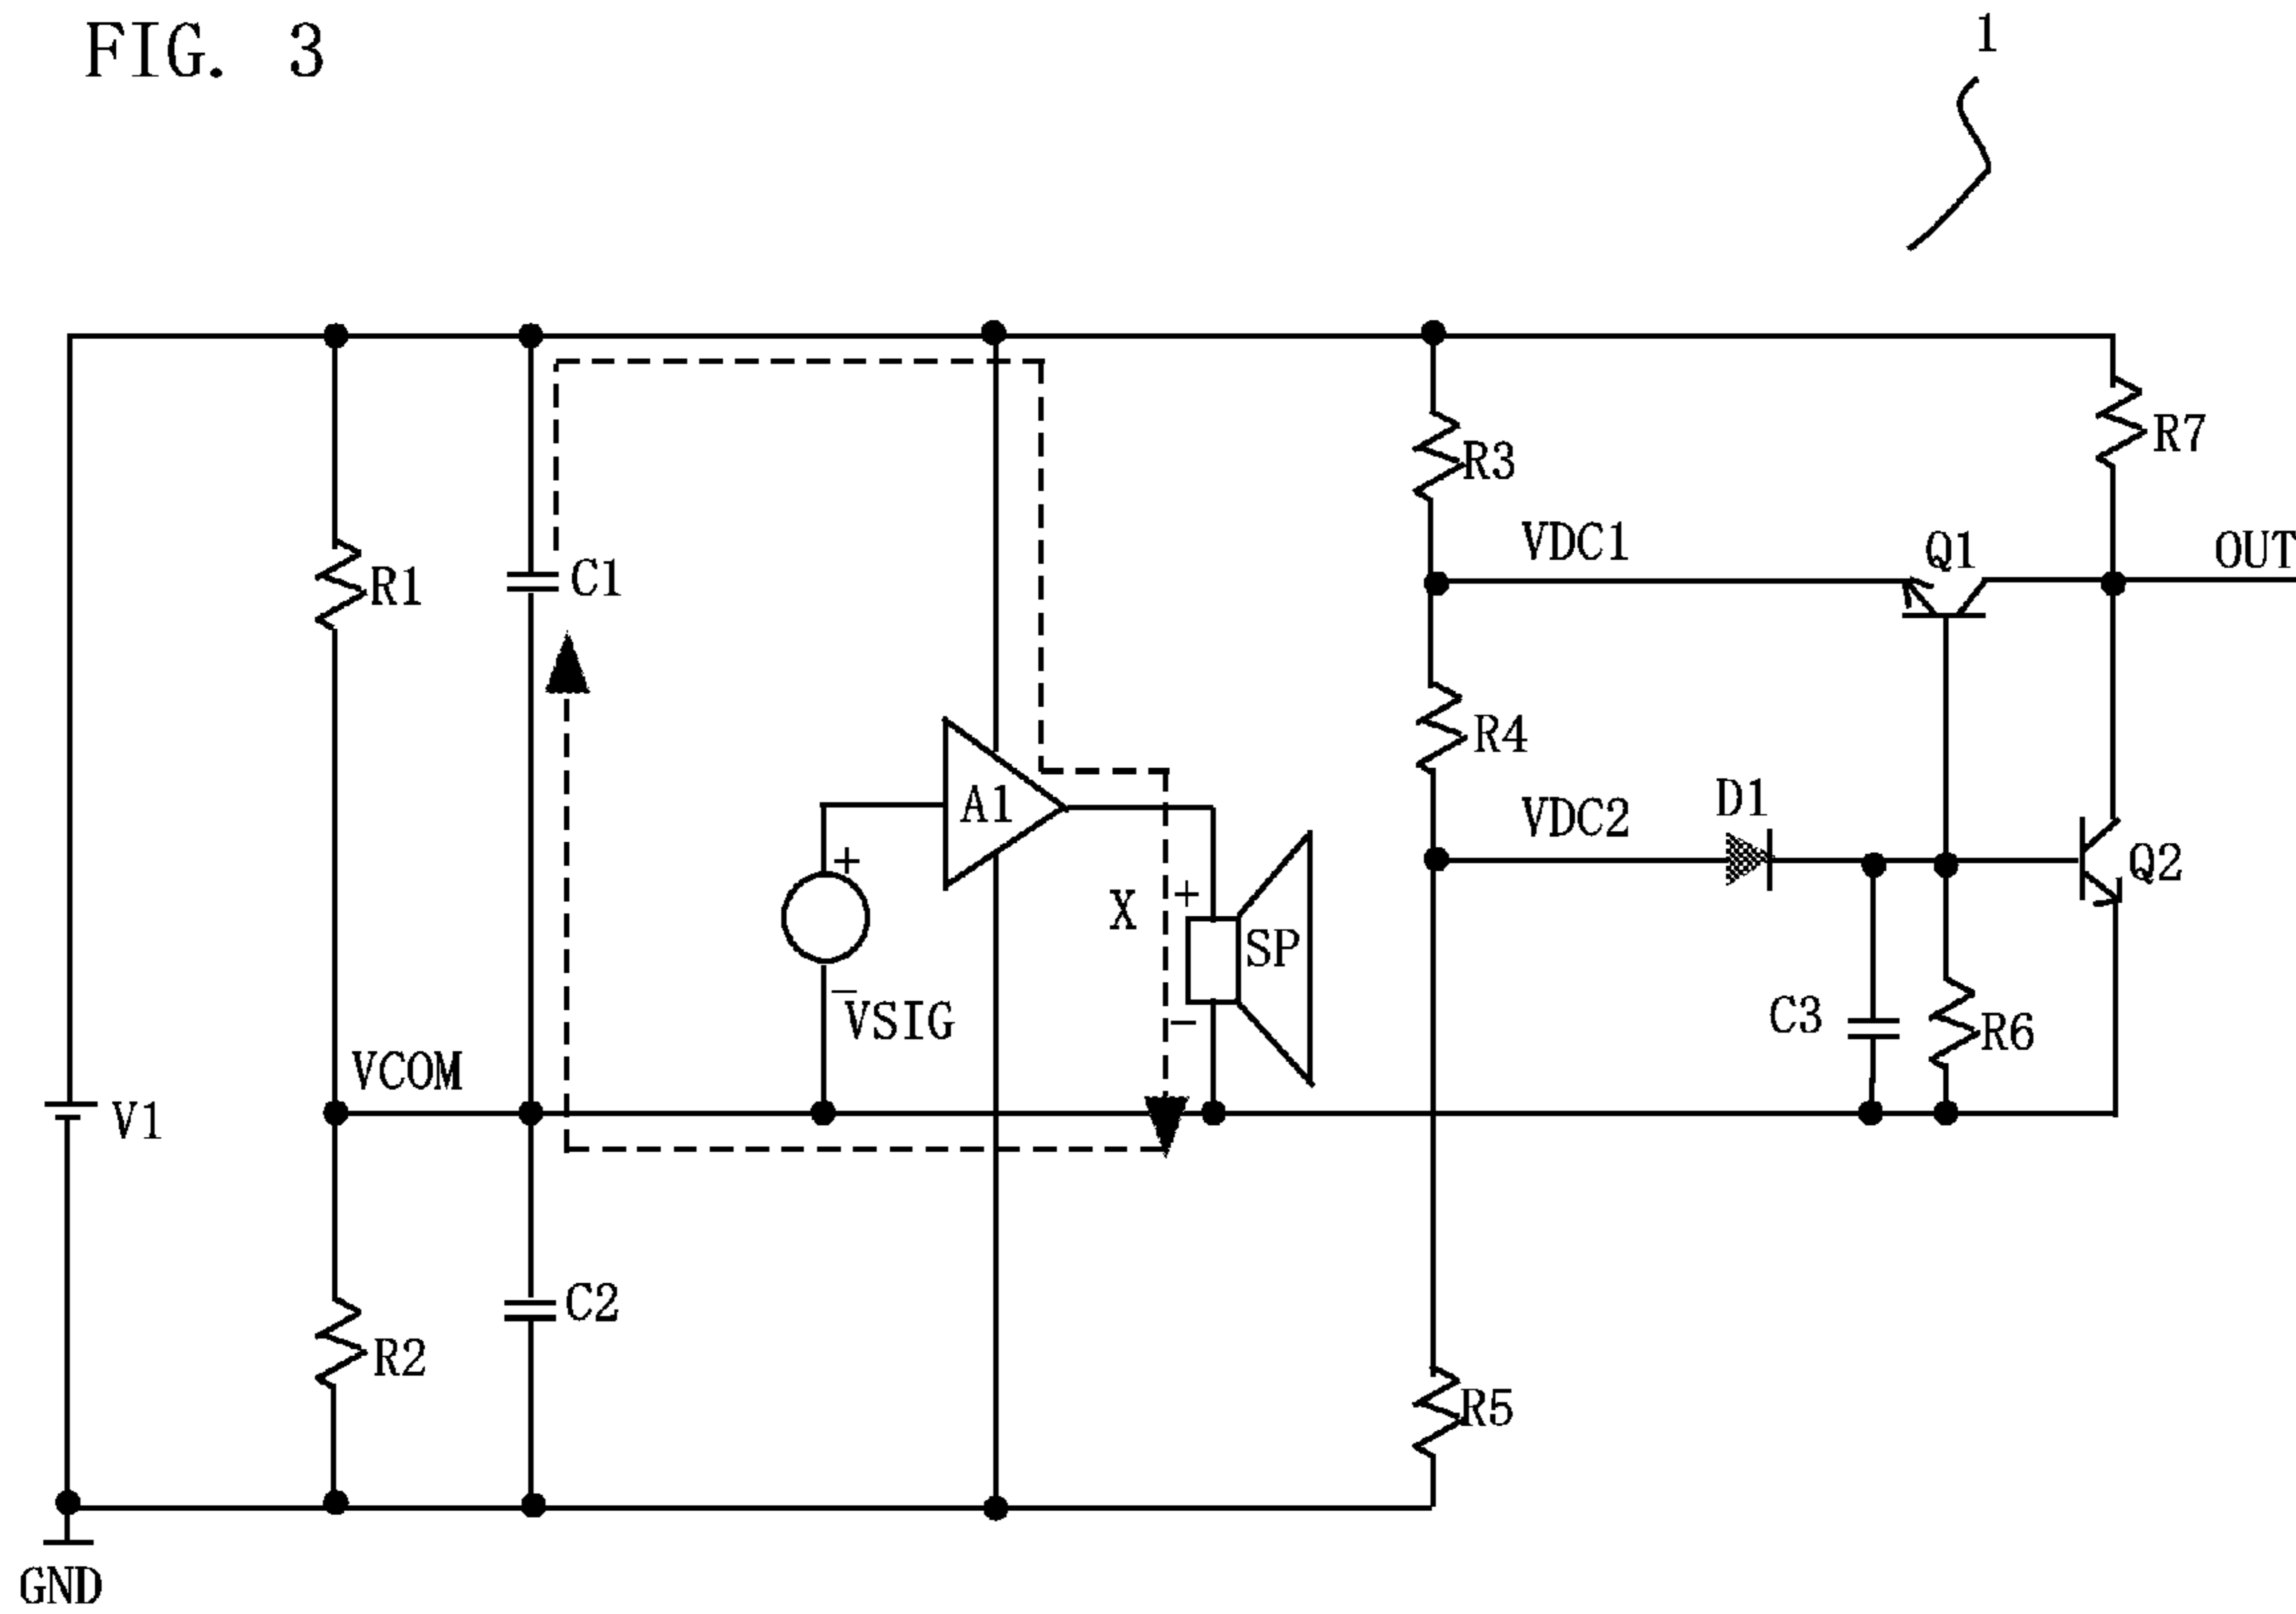 FIG. 3
1
R7
R3
VDC1
Q1
OUT
R1
C1
R4
A1
VDC2
D1
Q2
+
X
+
SP
−
VSIG
−
C3
R6
VCOM
V1
C2
R2
R5
GND